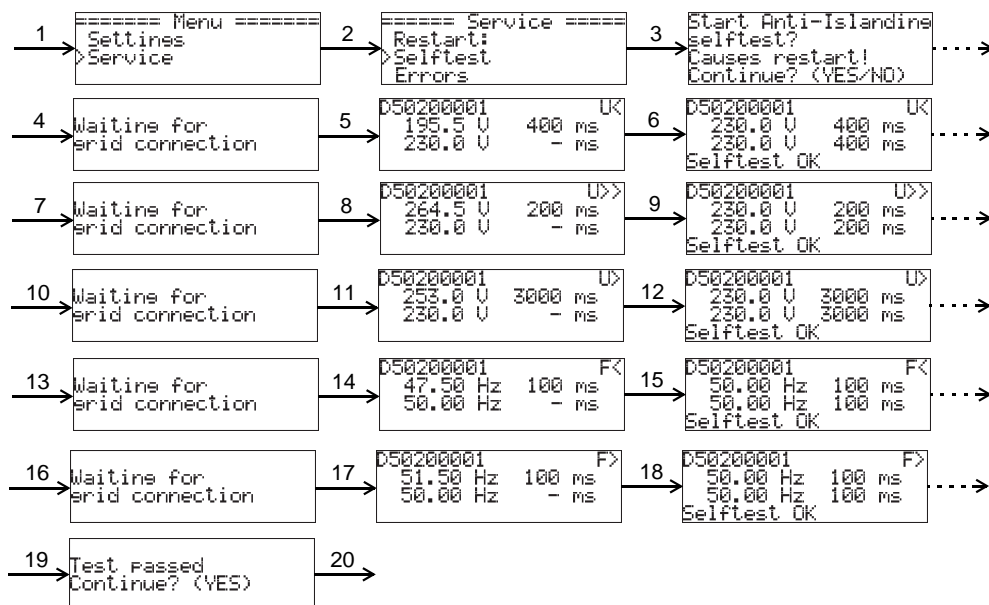 1
======= Menu =======
Settings
>Service
2
====== Service =====
Restart:
>Selftest
Errors
3
Start Anti-Islanding
selftest?
Causes restart!
Continue? (YES/NO)
4
Waiting for
grid connection
5
D50200001 U<
195.5 V 400 ms
230.0 V - ms
6
D50200001 U<
230.0 V 400 ms
230.0 V 400 ms
Selftest OK
7
Waiting for
grid connection
8
D50200001 U>>
264.5 V 200 ms
230.0 V - ms
9
D50200001 U>>
230.0 V 200 ms
230.0 V 200 ms
Selftest OK
10
Waiting for
grid connection
11
D50200001 U>
253.0 V 3000 ms
230.0 V - ms
12
D50200001 U>
230.0 V 3000 ms
230.0 V 3000 ms
Selftest OK
13
Waiting for
grid connection
14
D50200001 F<
47.50 Hz 100 ms
50.00 Hz - ms
15
D50200001 F<
50.00 Hz 100 ms
50.00 Hz 100 ms
Selftest OK
16
Waiting for
grid connection
17
D50200001 F>
51.50 Hz 100 ms
50.00 Hz - ms
18
D50200001 F>
50.00 Hz 100 ms
50.00 Hz 100 ms
Selftest OK
19
Test passed
Continue? (YES)
20